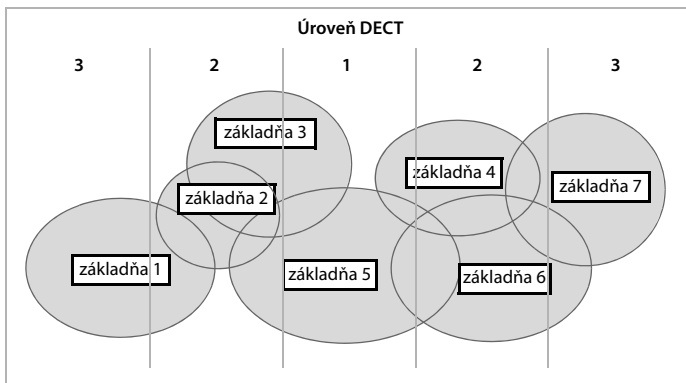 Úroveň DECT
3 2 1 2 3
základňa 3
základňa 4
základňa 7
základňa 2
základňa 1
základňa 5
základňa 6